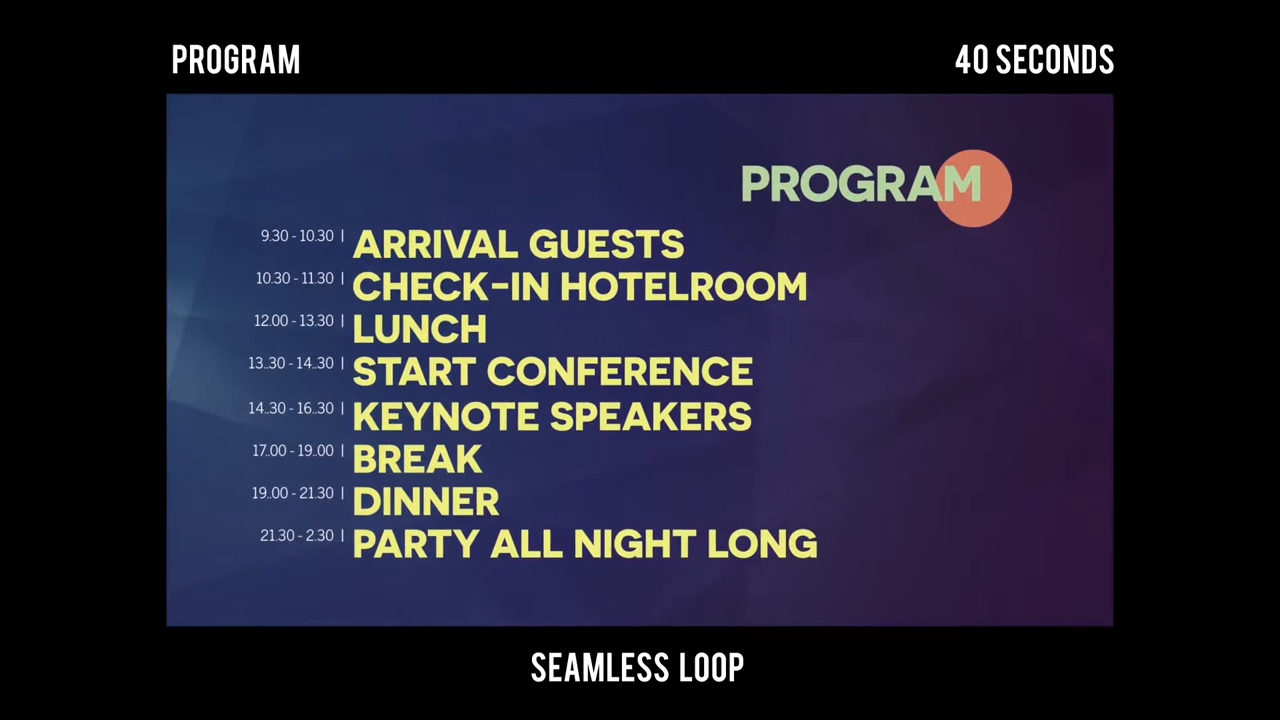 PROGRAM
40 SECONDS
PROGRAM
9.30 - 10.30 | ARRIVAL GUESTS
10.30 - 11.30 | CHECK-IN HOTELROOM
12.00 - 13.30 | LUNCH
13.30 - 14.30 | START CONFERENCE
14.30 - 16.30 | KEYNOTE SPEAKERS
17.00 - 19.00 | BREAK
19.00 - 21.30 | DINNER
21.30 - 2.30 | PARTY ALL NIGHT LONG
SEAMLESS LOOP